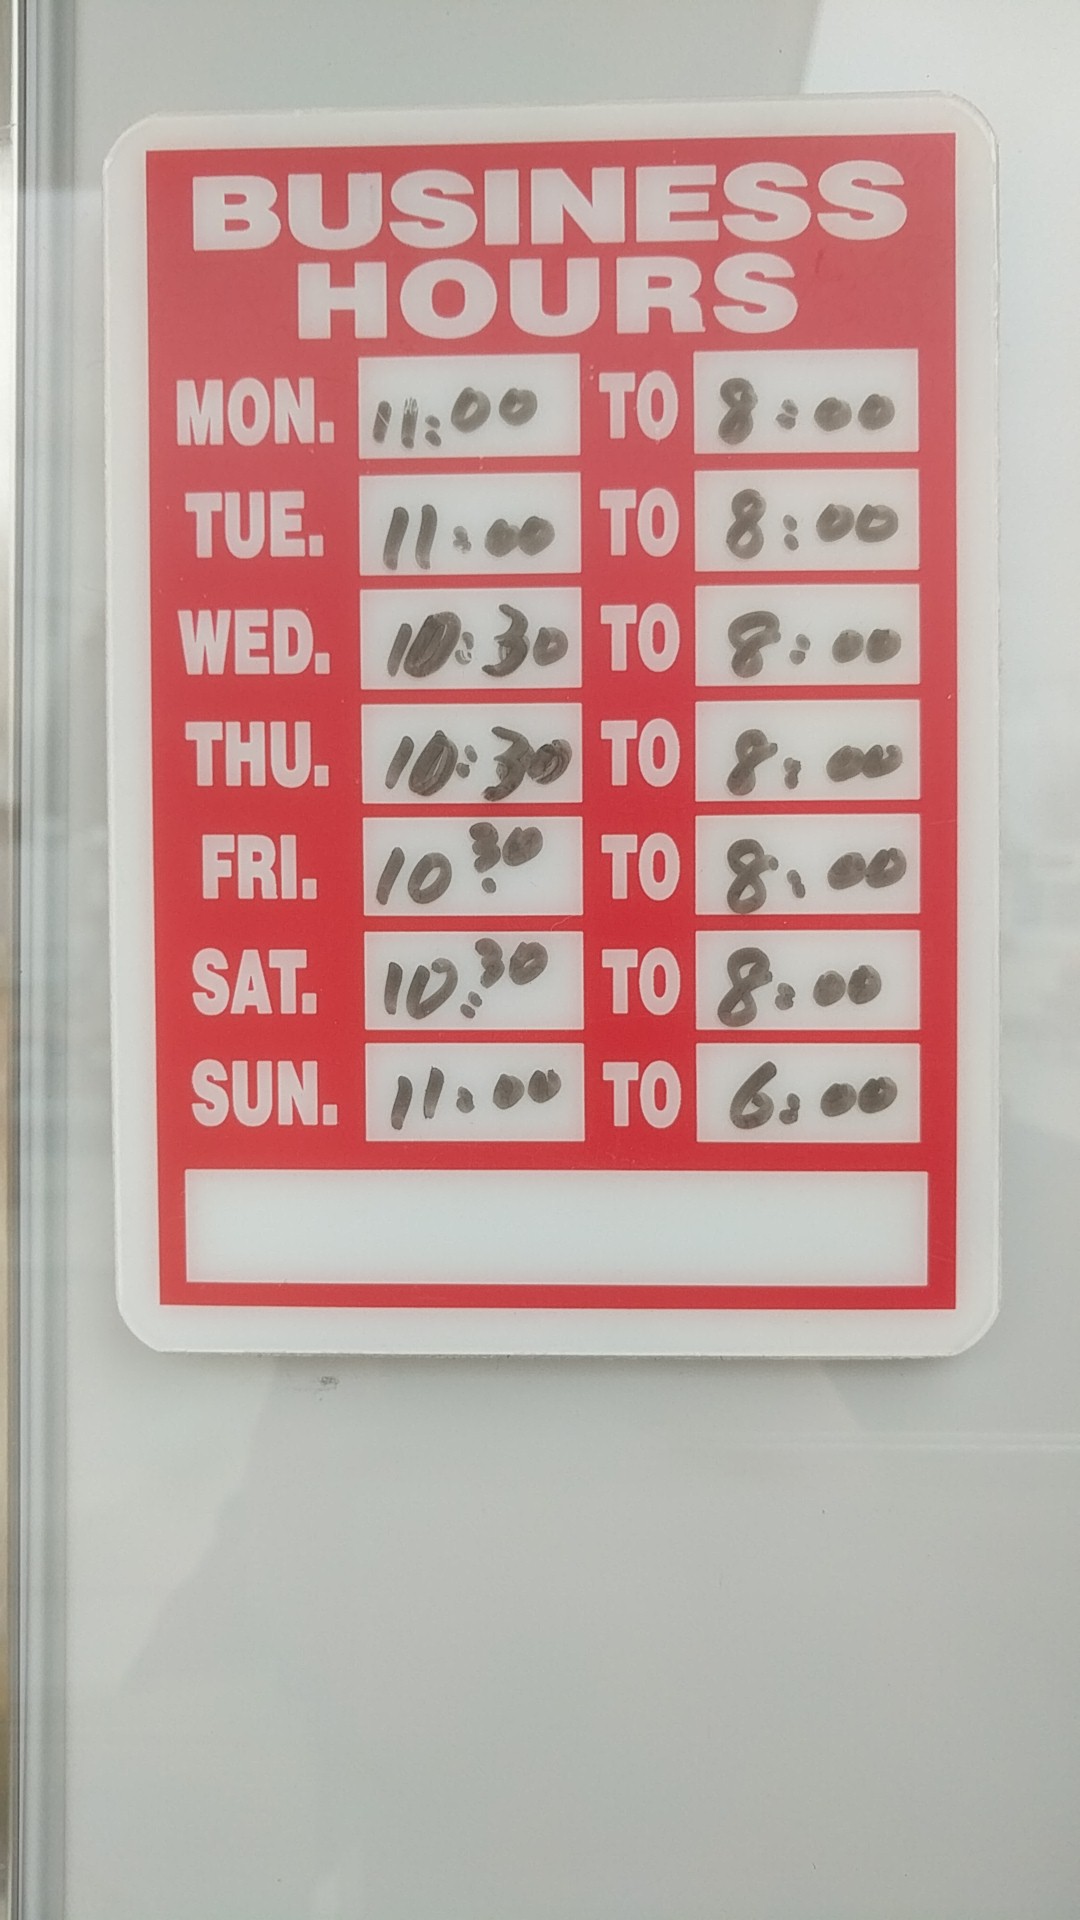 BUSINESS
HOURS
MON. 11:00 TO 8:00
TUE. 11:00 TO 8:00
WED. 10:30 TO 8:00
THU. 10:30 TO 8:00
FRI. 10:30 TO 8:00
SAT. 10:30 TO 8:00
SUN. 11:00 TO 6:00